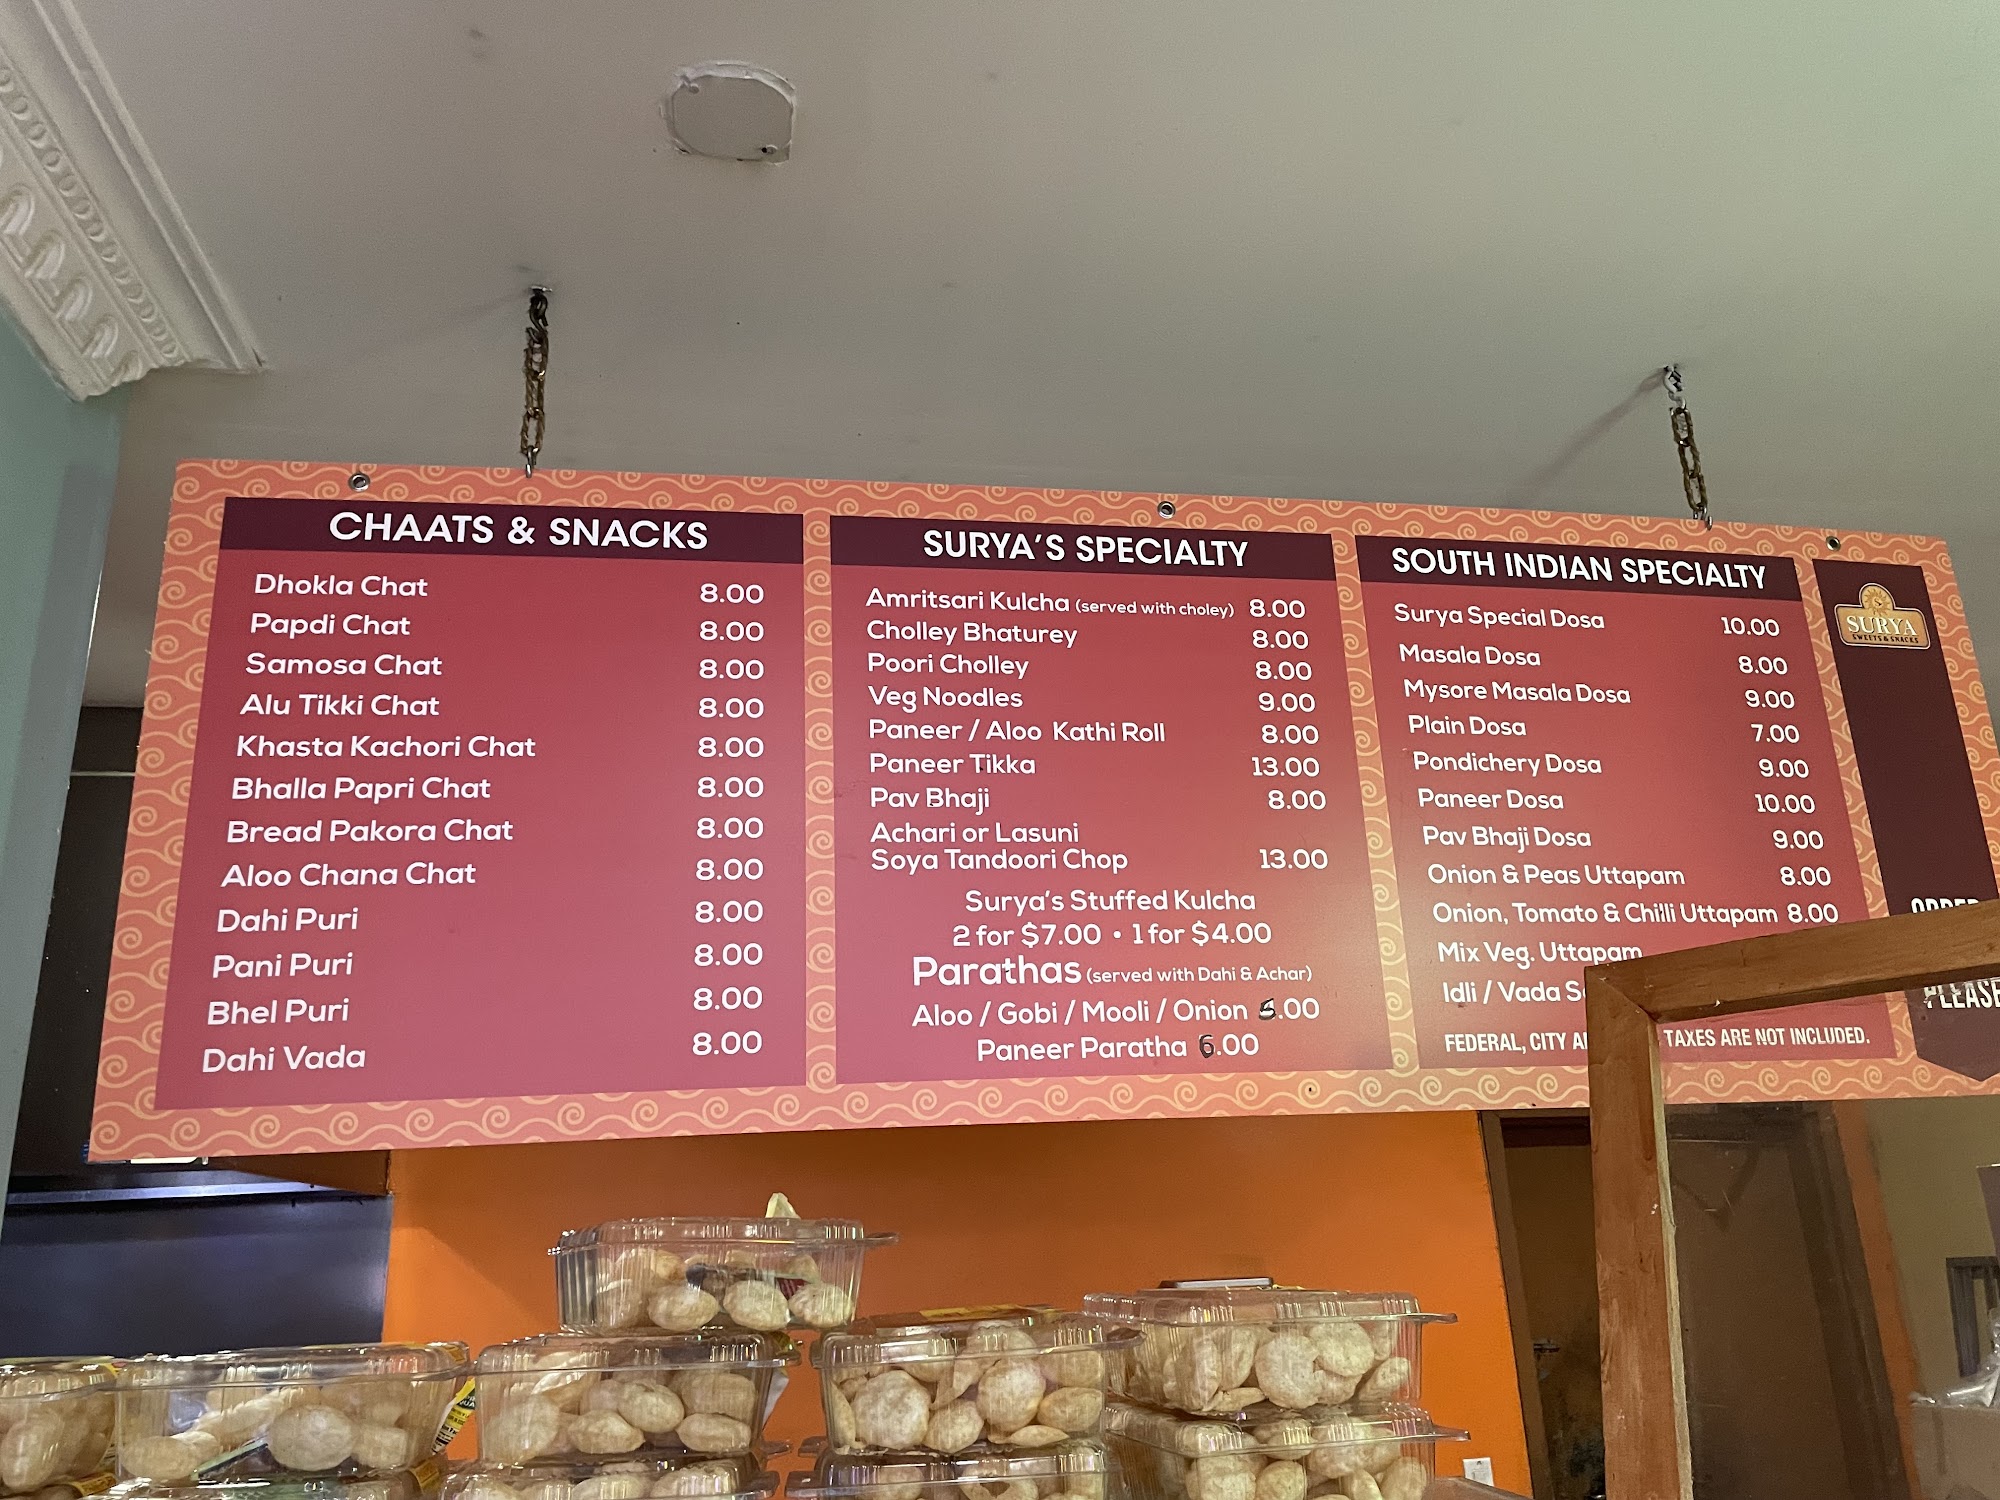 CHAATS & SNACKS
Dhokla Chat 8.00
Papdi Chat 8.00
Samosa Chat 8.00
Alu Tikki Chat 8.00
Khasta Kachori Chat 8.00
Bhalla Papri Chat 8.00
Bread Pakora Chat 8.00
Aloo Chana Chat 8.00
Dahi Puri 8.00
Pani Puri 8.00
Bhel Puri 8.00
Dahi Vada 8.00
SURYA'S SPECIALTY
Amritsari Kulcha (served with choley) 8.00
Cholley Bhaturey 8.00
Poori Cholley 8.00
Veg Noodles 9.00
Paneer / Aloo Kathi Roll 8.00
Paneer Tikka 13.00
Pav Bhaji 8.00
Achari or Lasuni
Soya Tandoori Chop 13.00
Surya's Stuffed Kulcha
2 for $7.00 • 1 for $4.00
Parathas (served with Dahi & Achar)
Aloo / Gobi / Mooli / Onion 5.00
Paneer Paratha 6.00
SOUTH INDIAN SPECIALTY
Surya Special Dosa 10.00
Masala Dosa 8.00
Mysore Masala Dosa 9.00
Plain Dosa 7.00
Pondichery Dosa 9.00
Paneer Dosa 10.00
Pav Bhaji Dosa 9.00
Onion & Peas Uttapam 8.00
Onion, Tomato & Chilli Uttapam 8.00
Mix Veg. Uttapam
Idli / Vada
FEDERAL, CITY TAXES ARE NOT INCLUDED.
SURYA
SWEETS & SNACKS
PLEASE